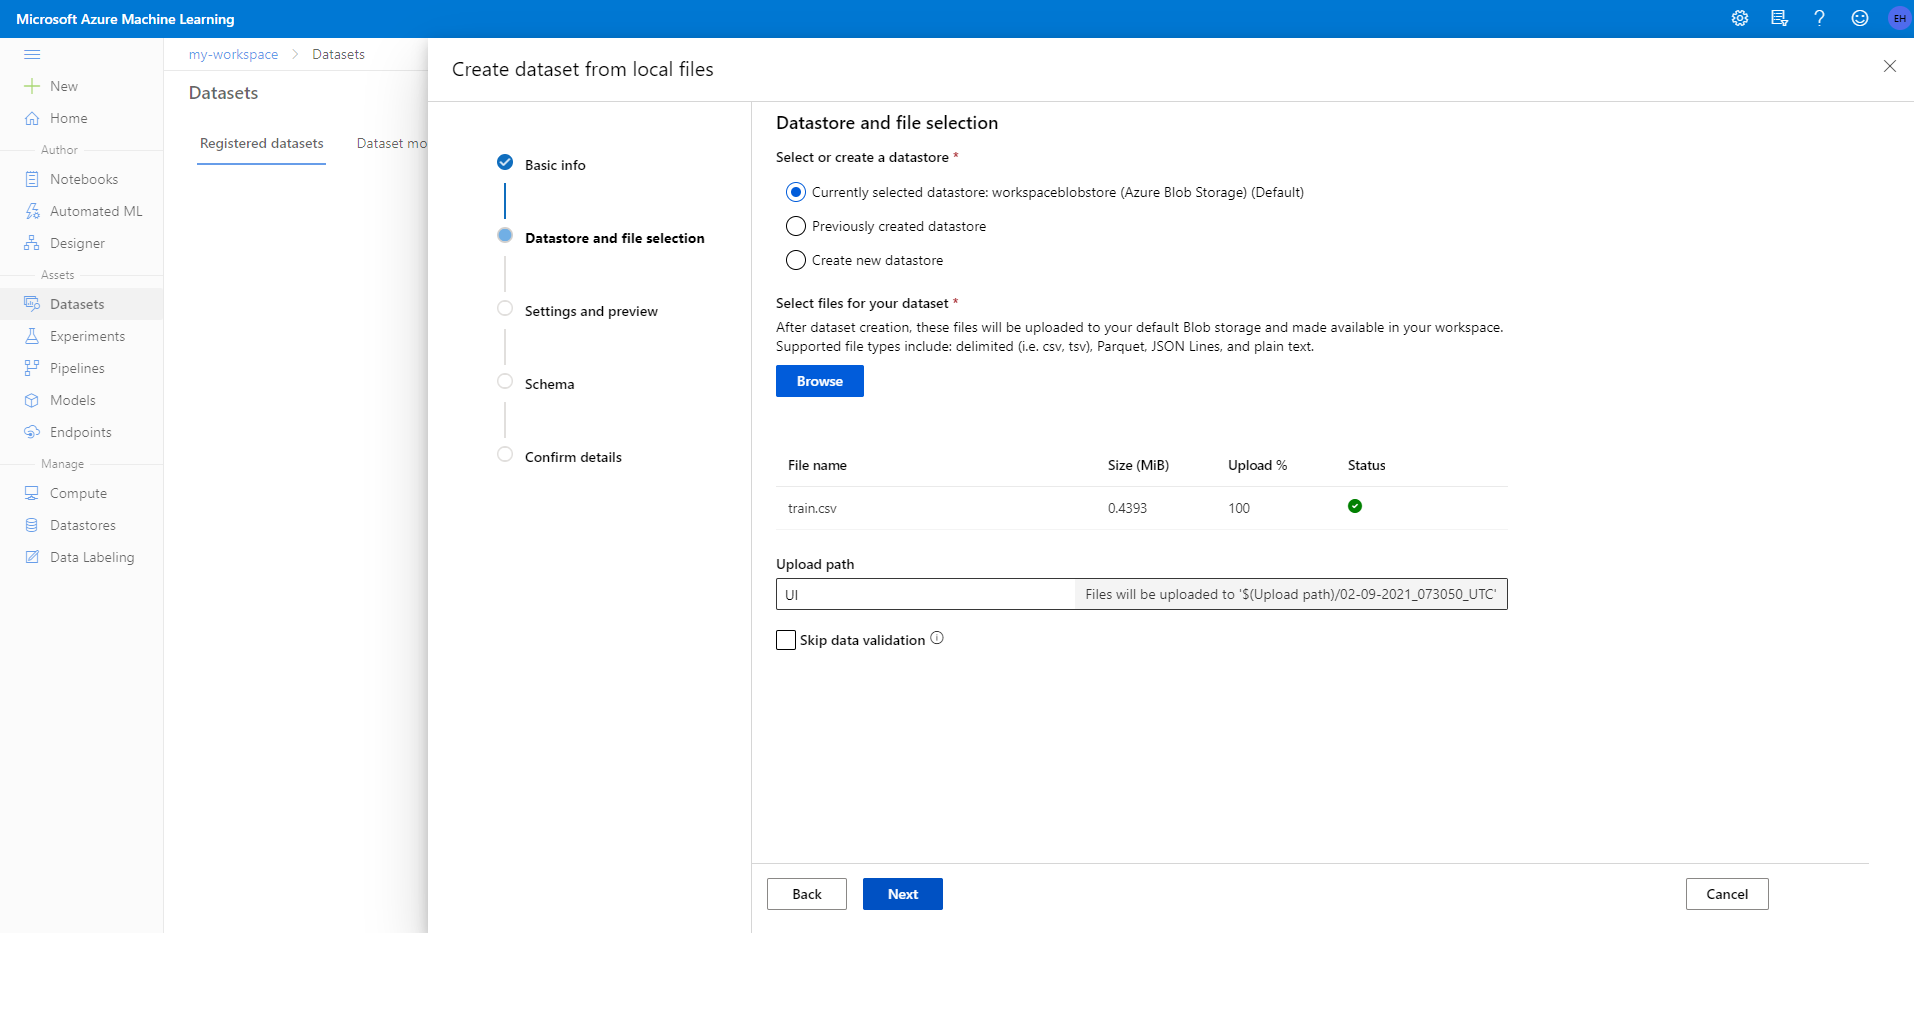 Microsoft Azure Machine Learning
EH
my-workspace > Datasets
New
Home
Author
Notebooks
Automated ML
Designer
Assets
Datasets
Experiments
Pipelines
Models
Endpoints
Manage
Compute
Datastores
Data Labeling
Datasets
Registered datasets Dataset mo
Create dataset from local files
Basic info
Datastore and file selection
Settings and preview
Schema
Confirm details
Datastore and file selection
Select or create a datastore *
Currently selected datastore: workspaceblobstore (Azure Blob Storage) (Default)
Previously created datastore
Create new datastore
Select files for your dataset *
After dataset creation, these files will be uploaded to your default Blob storage and made available in your workspace.
Supported file types include: delimited (i.e. csv, tsv), Parquet, JSON Lines, and plain text.
Browse
File name Size (MiB) Upload % Status
train.csv 0.4393 100
Upload path
UI Files will be uploaded to '$(Upload path)/02-09-2021_073050_UTC'
Skip data validation
Back Next Cancel